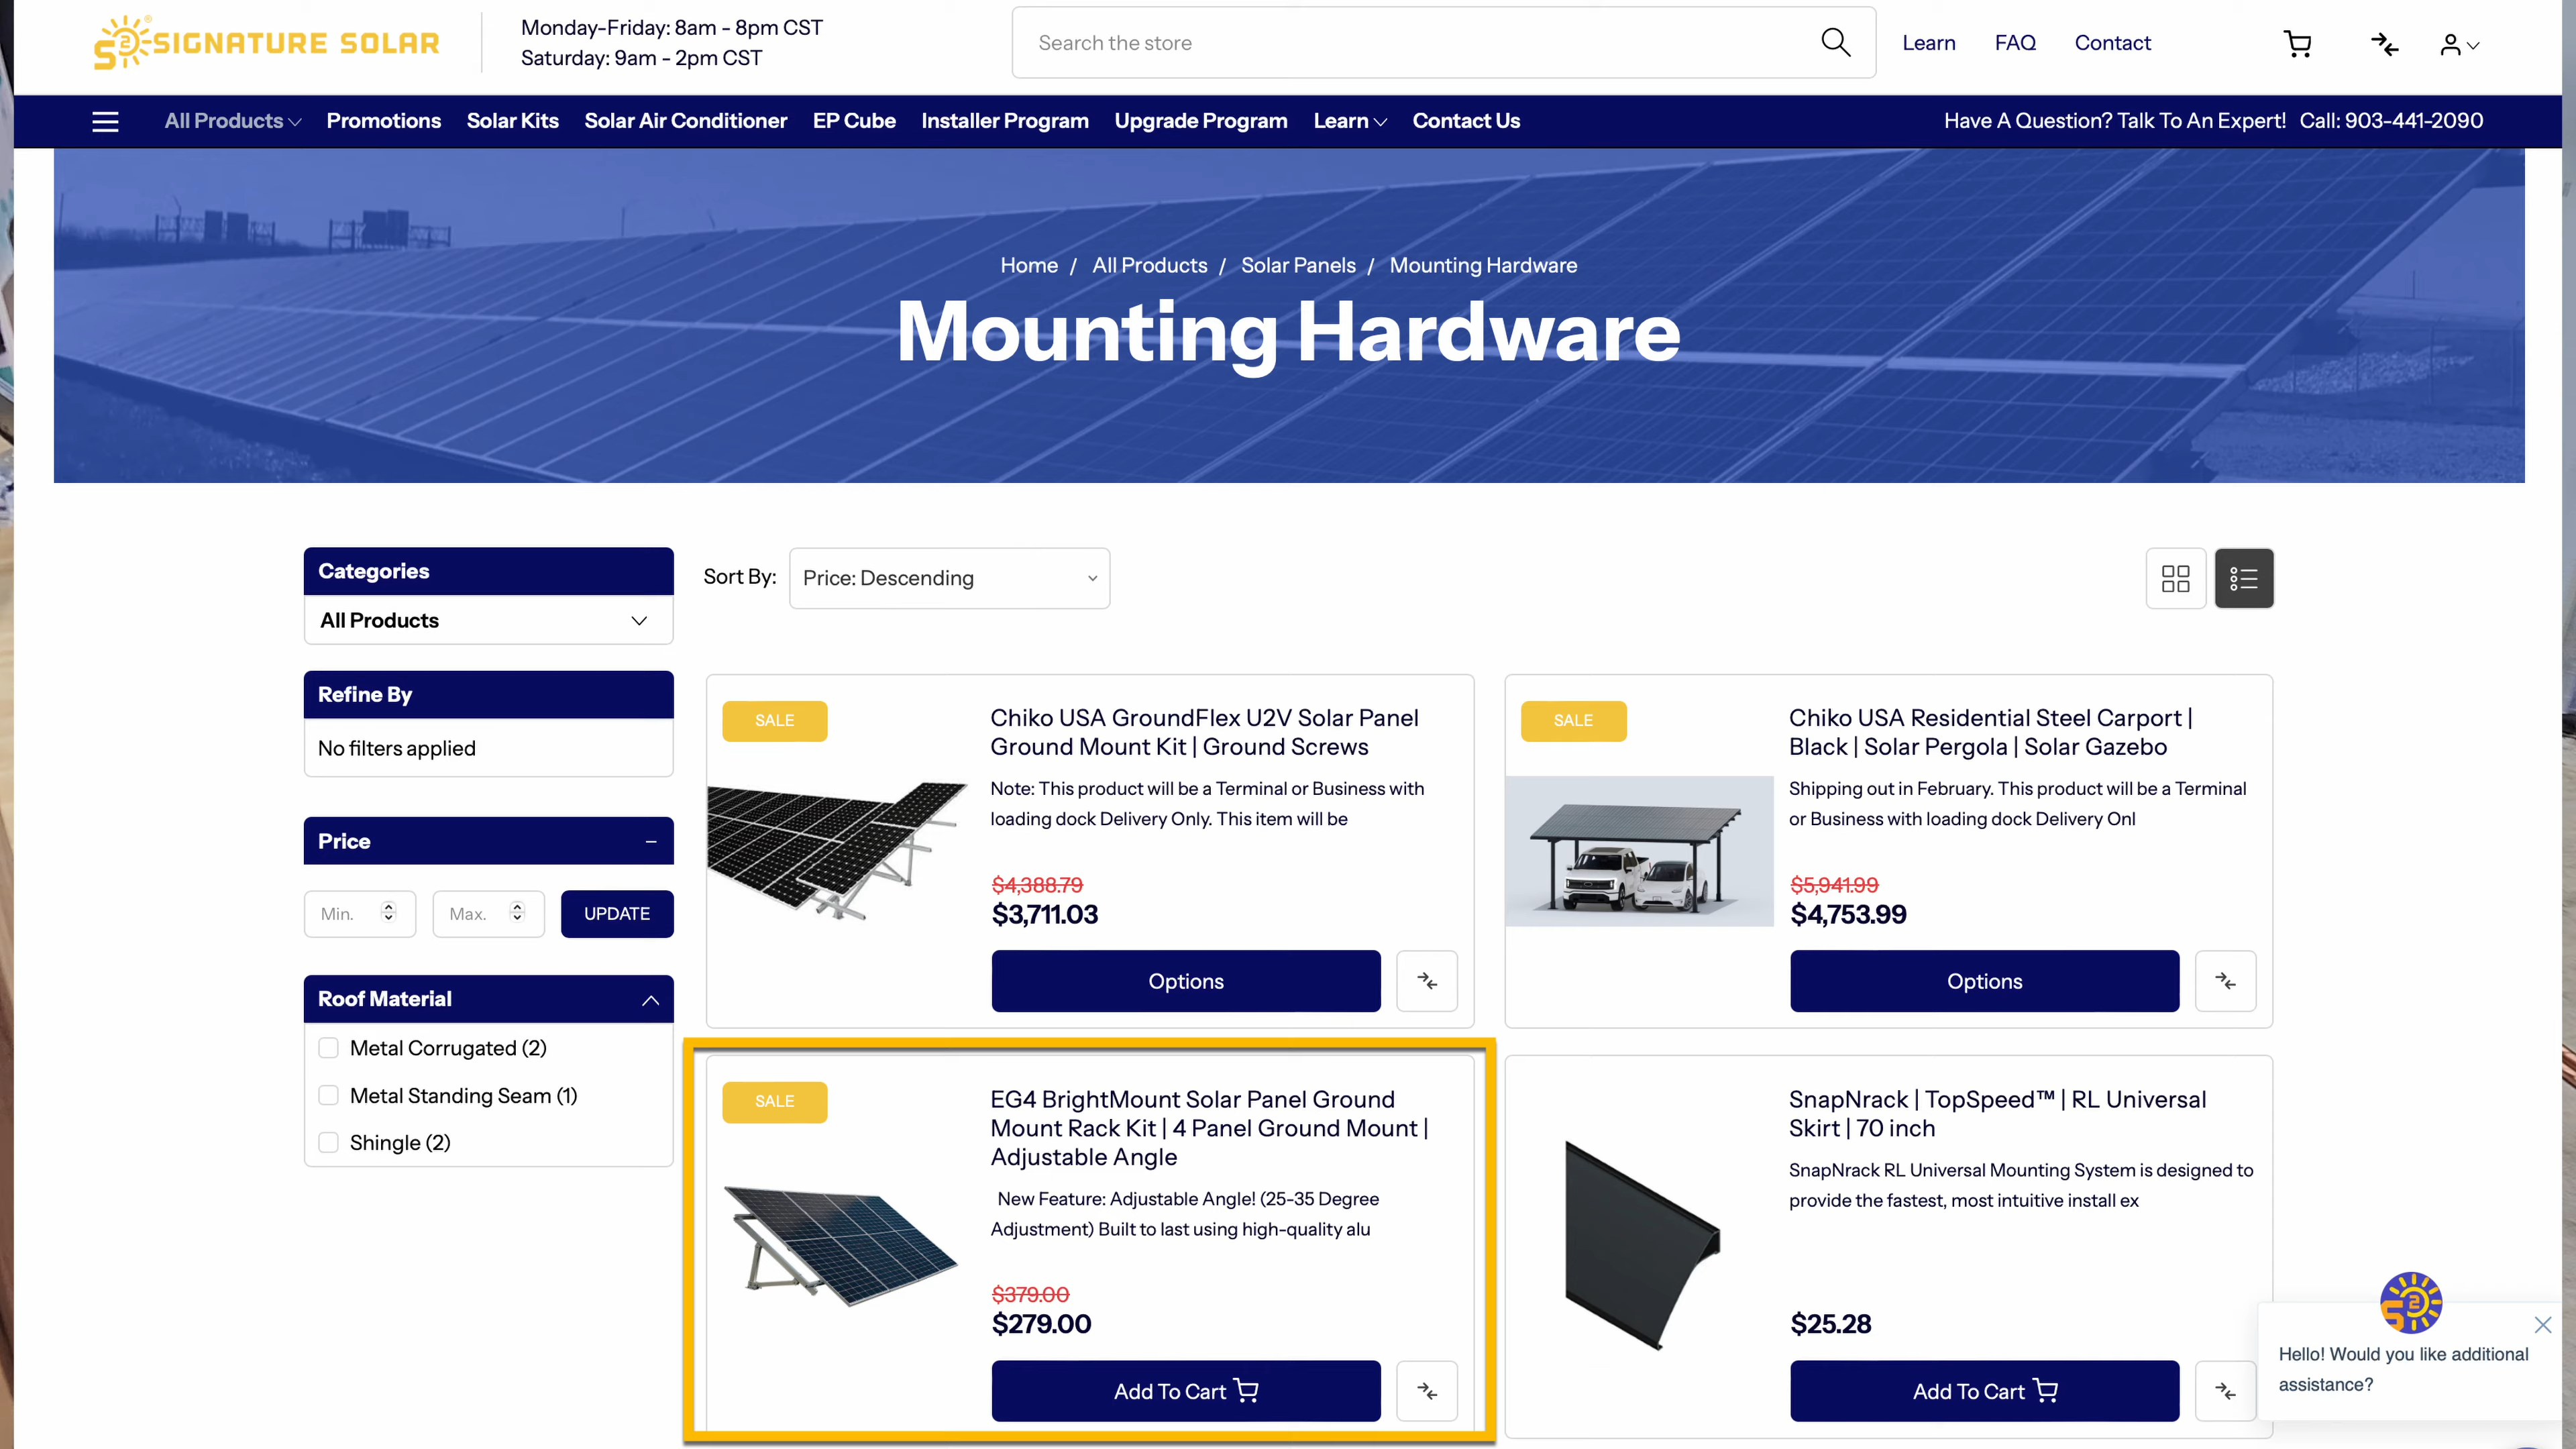 SIGNATURE SOLAR
Monday-Friday: 8am - 8pm CST
Saturday: 9am - 2pm CST
Search the store
Learn
FAQ
Contact
All Products
Promotions
Solar Kits
Solar Air Conditioner
EP Cube
Installer Program
Upgrade Program
Learn
Contact Us
Have A Question? Talk To An Expert! Call: 903-441-2090
Home / All Products / Solar Panels / Mounting Hardware
Mounting Hardware
Categories
All Products
Refine By
No filters applied
Price
Min.
Max.
UPDATE
Roof Material
Metal Corrugated (2)
Metal Standing Seam (1)
Shingle (2)
Sort By:
Price: Descending
SALE
Chiko USA GroundFlex U2V Solar Panel
Ground Mount Kit | Ground Screws
Note: This product will be a Terminal or Business with
loading dock Delivery Only. This item will be
$4,388.79
$3,711.03
Options
SALE
Chiko USA Residential Steel Carport |
Black | Solar Pergola | Solar Gazebo
Shipping out in February. This product will be a Terminal
or Business with loading dock Delivery Onl
$5,941.99
$4,753.99
Options
SALE
EG4 BrightMount Solar Panel Ground
Mount Rack Kit | 4 Panel Ground Mount |
Adjustable Angle
New Feature: Adjustable Angle! (25-35 Degree
Adjustment) Built to last using high-quality alu
$379.00
$279.00
Add To Cart
SnapNrack | TopSpeed™ | RL Universal
Skirt | 70 inch
SnapNrack RL Universal Mounting System is designed to
provide the fastest, most intuitive install ex
$25.28
Add To Cart
Hello! Would you like additional
assistance?